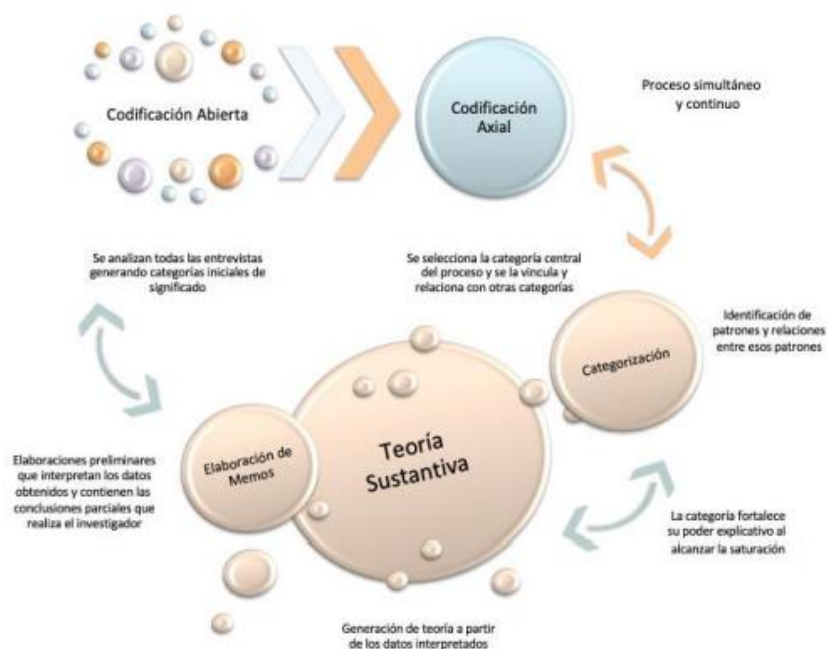 Codificación Abierta
Codificación
Axial
Proceso simultáneo
y continuo
Se analizan todas las entrevistas
generando categorías iniciales de
significado
Se selecciona la categoría central
del proceso y se la vincula y
relaciona con otras categorías
Identificación de
patrones y relaciones
entre esos patrones
Categorización
Elaboración de
Memos
Teoría
Sustantiva
Elaboraciones preliminares
que interpretan los datos
obtenidos y contienen las
conclusiones parciales que
realiza el investigador
La categoría fortalece
su poder explicativo al
alcanzar la saturación
Generación de teoría a partir
de los datos interpretados